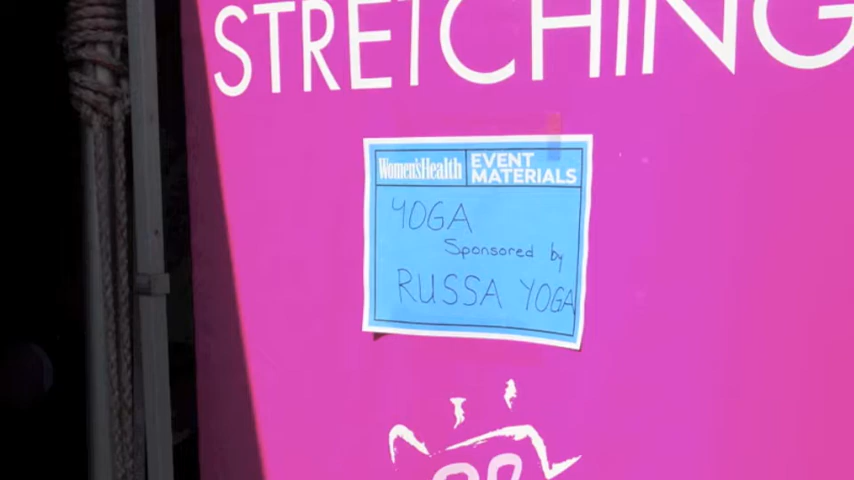 STRETCHING
Women'sHealth
EVENT
MATERIALS
YOGA
Sponsored by
RUSSA YOGA